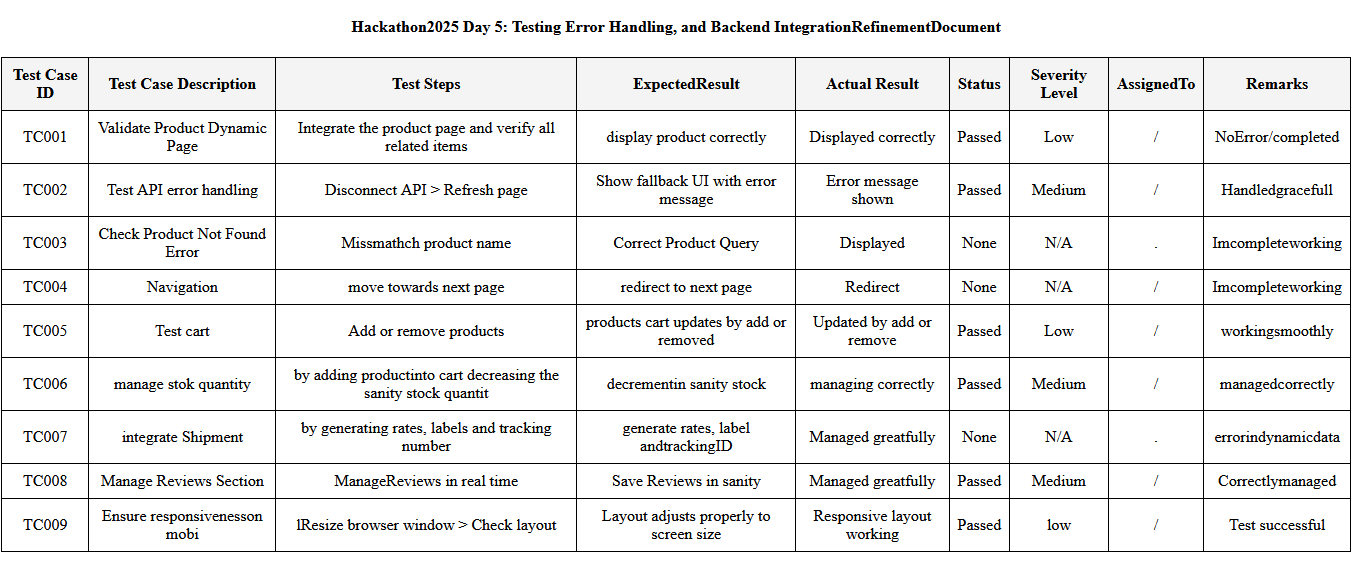 Hackathon2025 Day 5: Testing Error Handling, and Backend IntegrationRefinementDocument
Test Case ID | Test Case Description | Test Steps | ExpectedResult | Actual Result | Status | Severity Level | AssignedTo | Remarks
TC001 | Validate Product Dynamic Page | Integrate the product page and verify all related items | display product correctly | Displayed correctly | Passed | Low | / | NoError/completed
TC002 | Test API error handling | Disconnect API > Refresh page | Show fallback UI with error message | Error message shown | Passed | Medium | / | Handledgracefull
TC003 | Check Product Not Found Error | Missmathch product name | Correct Product Query | Displayed | None | N/A | . | Imcompleteworking
TC004 | Navigation | move towards next page | redirect to next page | Redirect | None | N/A | / | Imcompleteworking
TC005 | Test cart | Add or remove products | products cart updates by add or removed | Updated by add or remove | Passed | Low | / | workingsmoothly
TC006 | manage stok quantity | by adding productinto cart decreasing the sanity stock quantit | decrementin sanity stock | managing correctly | Passed | Medium | / | managedcorrectly
TC007 | integrate Shipment | by generating rates, labels and tracking number | generate rates, label andtrackingID | Managed greatfully | None | N/A | . | errorindynamicdata
TC008 | Manage Reviews Section | ManageReviews in real time | Save Reviews in sanity | Managed greatfully | Passed | Medium | / | Correctlymanaged
TC009 | Ensure responsivenesson mobi | lResize browser window > Check layout | Layout adjusts properly to screen size | Responsive layout working | Passed | low | / | Test successful